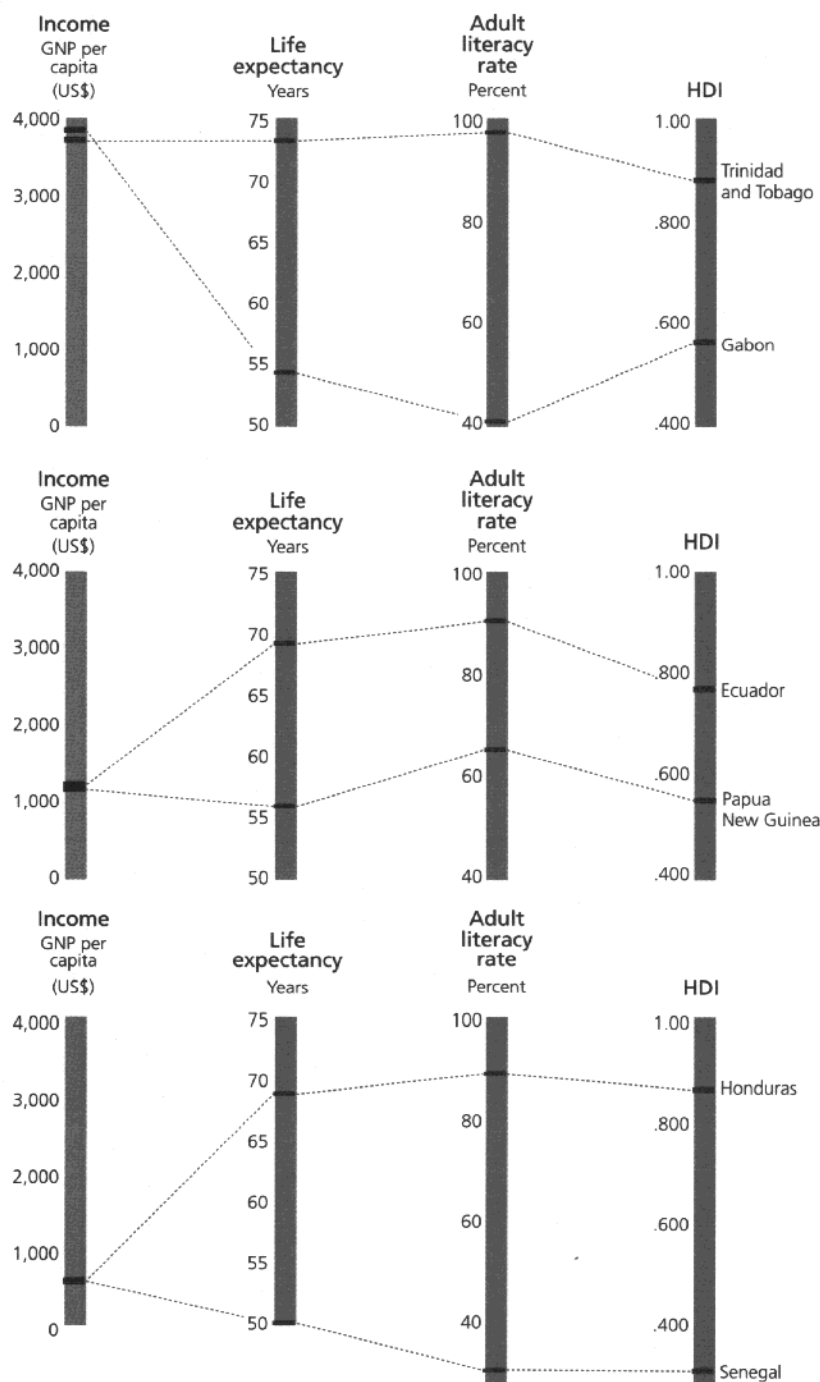 Income
GNP per
capita
(US$)
Life
expectancy
Years
Adult
literacy
rate
Percent
HDI
4,000
3,000
2,000
1,000
0
75
70
65
60
55
50
100
80
60
40
1.00
.800
.600
.400
Trinidad
and Tobago
Gabon
Income
GNP per
capita
(US$)
Life
expectancy
Years
Adult
literacy
rate
Percent
HDI
4,000
3,000
2,000
1,000
0
75
70
65
60
55
50
100
80
60
40
1.00
.800
.600
.400
Ecuador
Papua
New Guinea
Income
GNP per
capita
(US$)
Life
expectancy
Years
Adult
literacy
rate
Percent
HDI
4,000
3,000
2,000
1,000
0
75
70
65
60
55
50
100
80
60
40
1.00
.800
.600
.400
Honduras
Senegal